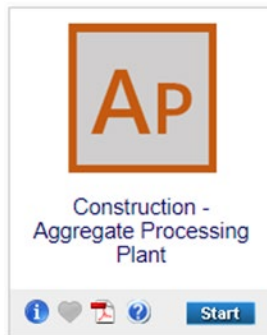 AP
Construction -
Aggregate Processing
Plant
i ? Start